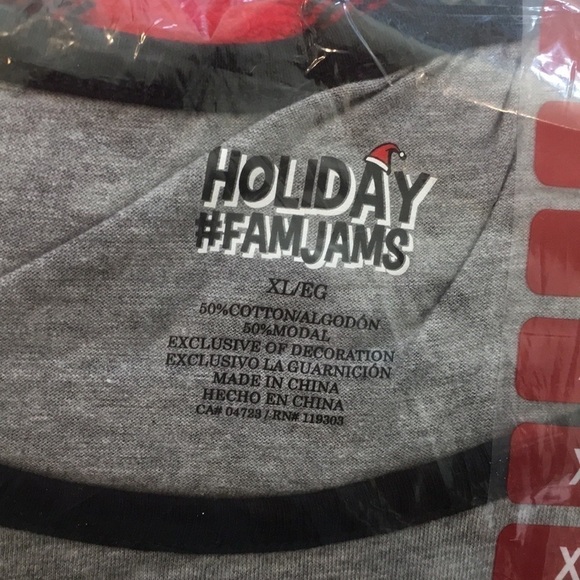 HOLIDAY
#FAMJAMS
XL/EG
50%COTTON/ALGODÓN
50%MODAL
EXCLUSIVE OF DECORATION
EXCLUSIVO LA GUARNICIÓN
MADE IN CHINA
HECHO EN CHINA
CA# 04723 / RN# 119303
X
X